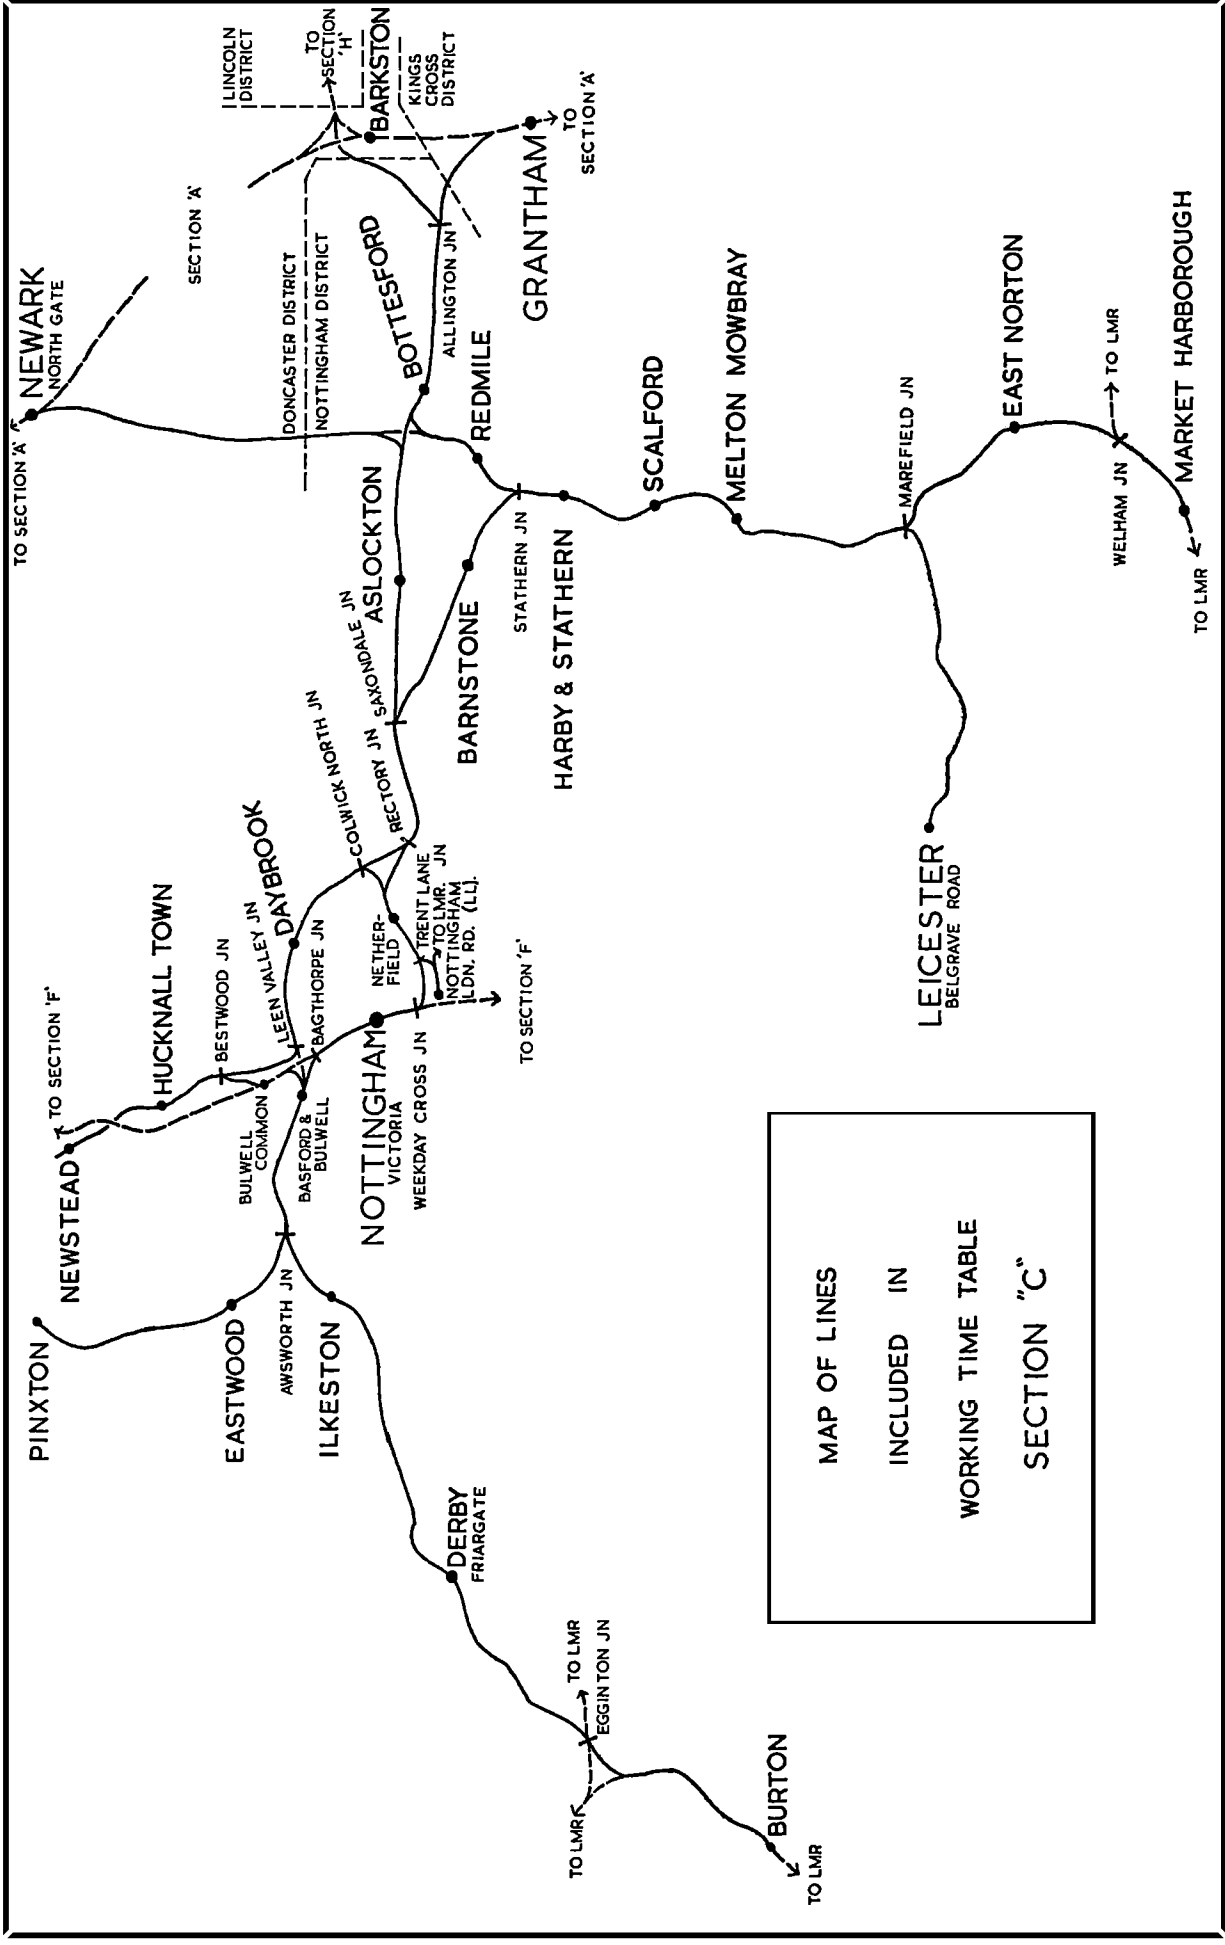 PINXTON
NEWSTEAD
TO SECTION 'F'
HUCKNALL TOWN
BESTWOOD JN
LEEN VALLEY JN
DAYBROOK
BAGTHORPE JN
COLWICK NORTH JN
RECTORY JN
SAXONDALE JN
ASLOCKTON
TO SECTION 'A'
NEWARK
NORTH GATE
SECTION 'A'
DONCASTER DISTRICT
NOTTINGHAM DISTRICT
LINCOLN
DISTRICT
TO
SECTION
'H'
BARKSTON
KINGS
CROSS
DISTRICT
BOTTESFORD
ALLINGTON JN
GRANTHAM
TO
SECTION 'A'
REDMILE
EASTWOOD
AWSWORTH JN
ILKESTON
BULWELL
COMMON
BASFORD &
BULWELL
NOTTINGHAM
VICTORIA
WEEKDAY CROSS JN
NETHER-
FIELD
TRENT LANE
JN
TO LMR.
NOTTINGHAM
LDN. RD. (LL).
TO SECTION 'F'
BARNSTONE
STATHERN JN
HARBY & STATHERN
SCALFORD
MELTON MOWBRAY
DERBY
FRIARGATE
TO LMR
EGGINTON JN
TO LMR
BURTON
TO LMR
LEICESTER
BELGRAVE ROAD
MAREFIELD JN
EAST NORTON
TO LMR
WELHAM JN
MARKET HARBOROUGH
TO LMR
MAP OF LINES
INCLUDED IN
WORKING TIME TABLE
SECTION "C"